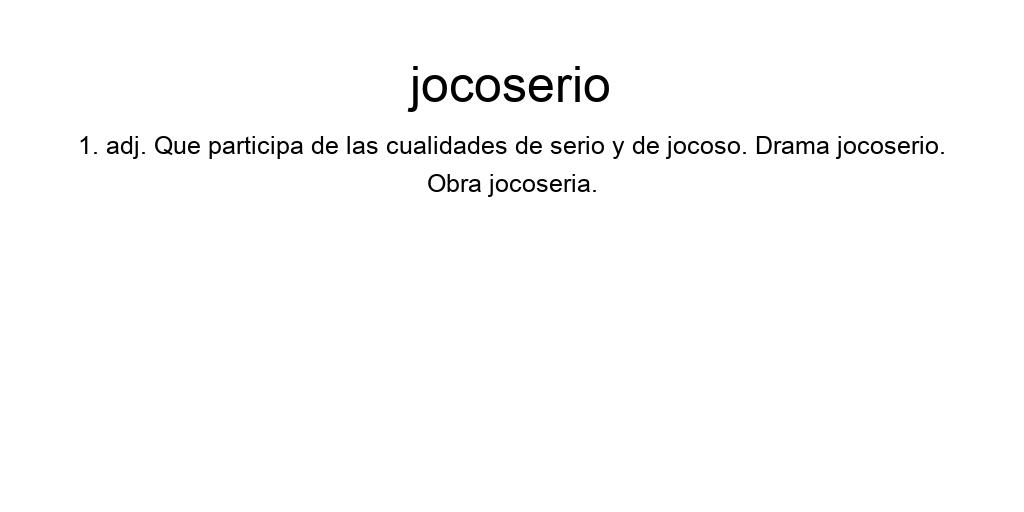 jocoserio
1. adj. Que participa de las cualidades de serio y de jocoso. Drama jocoserio.
Obra jocoseria.